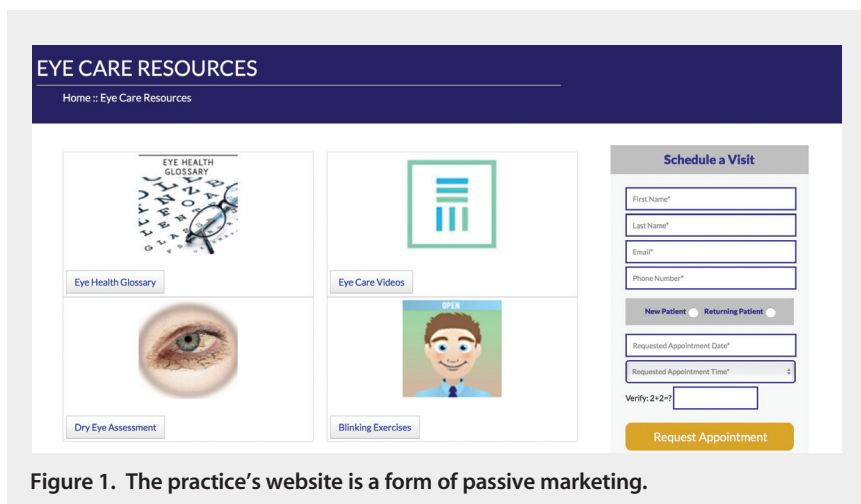 EYE CARE RESOURCES
Home :: Eye Care Resources
EYE HEALTH
GLOSSARY
Eye Health Glossary
Eye Care Videos
OPEN
Dry Eye Assessment
Blinking Exercises
Schedule a Visit
First Name*
Last Name*
Email*
Phone Number*
New Patient Returning Patient
Requested Appointment Date*
Requested Appointment Time*
Verify: 2+2=?
Request Appointment
Figure 1. The practice's website is a form of passive marketing.